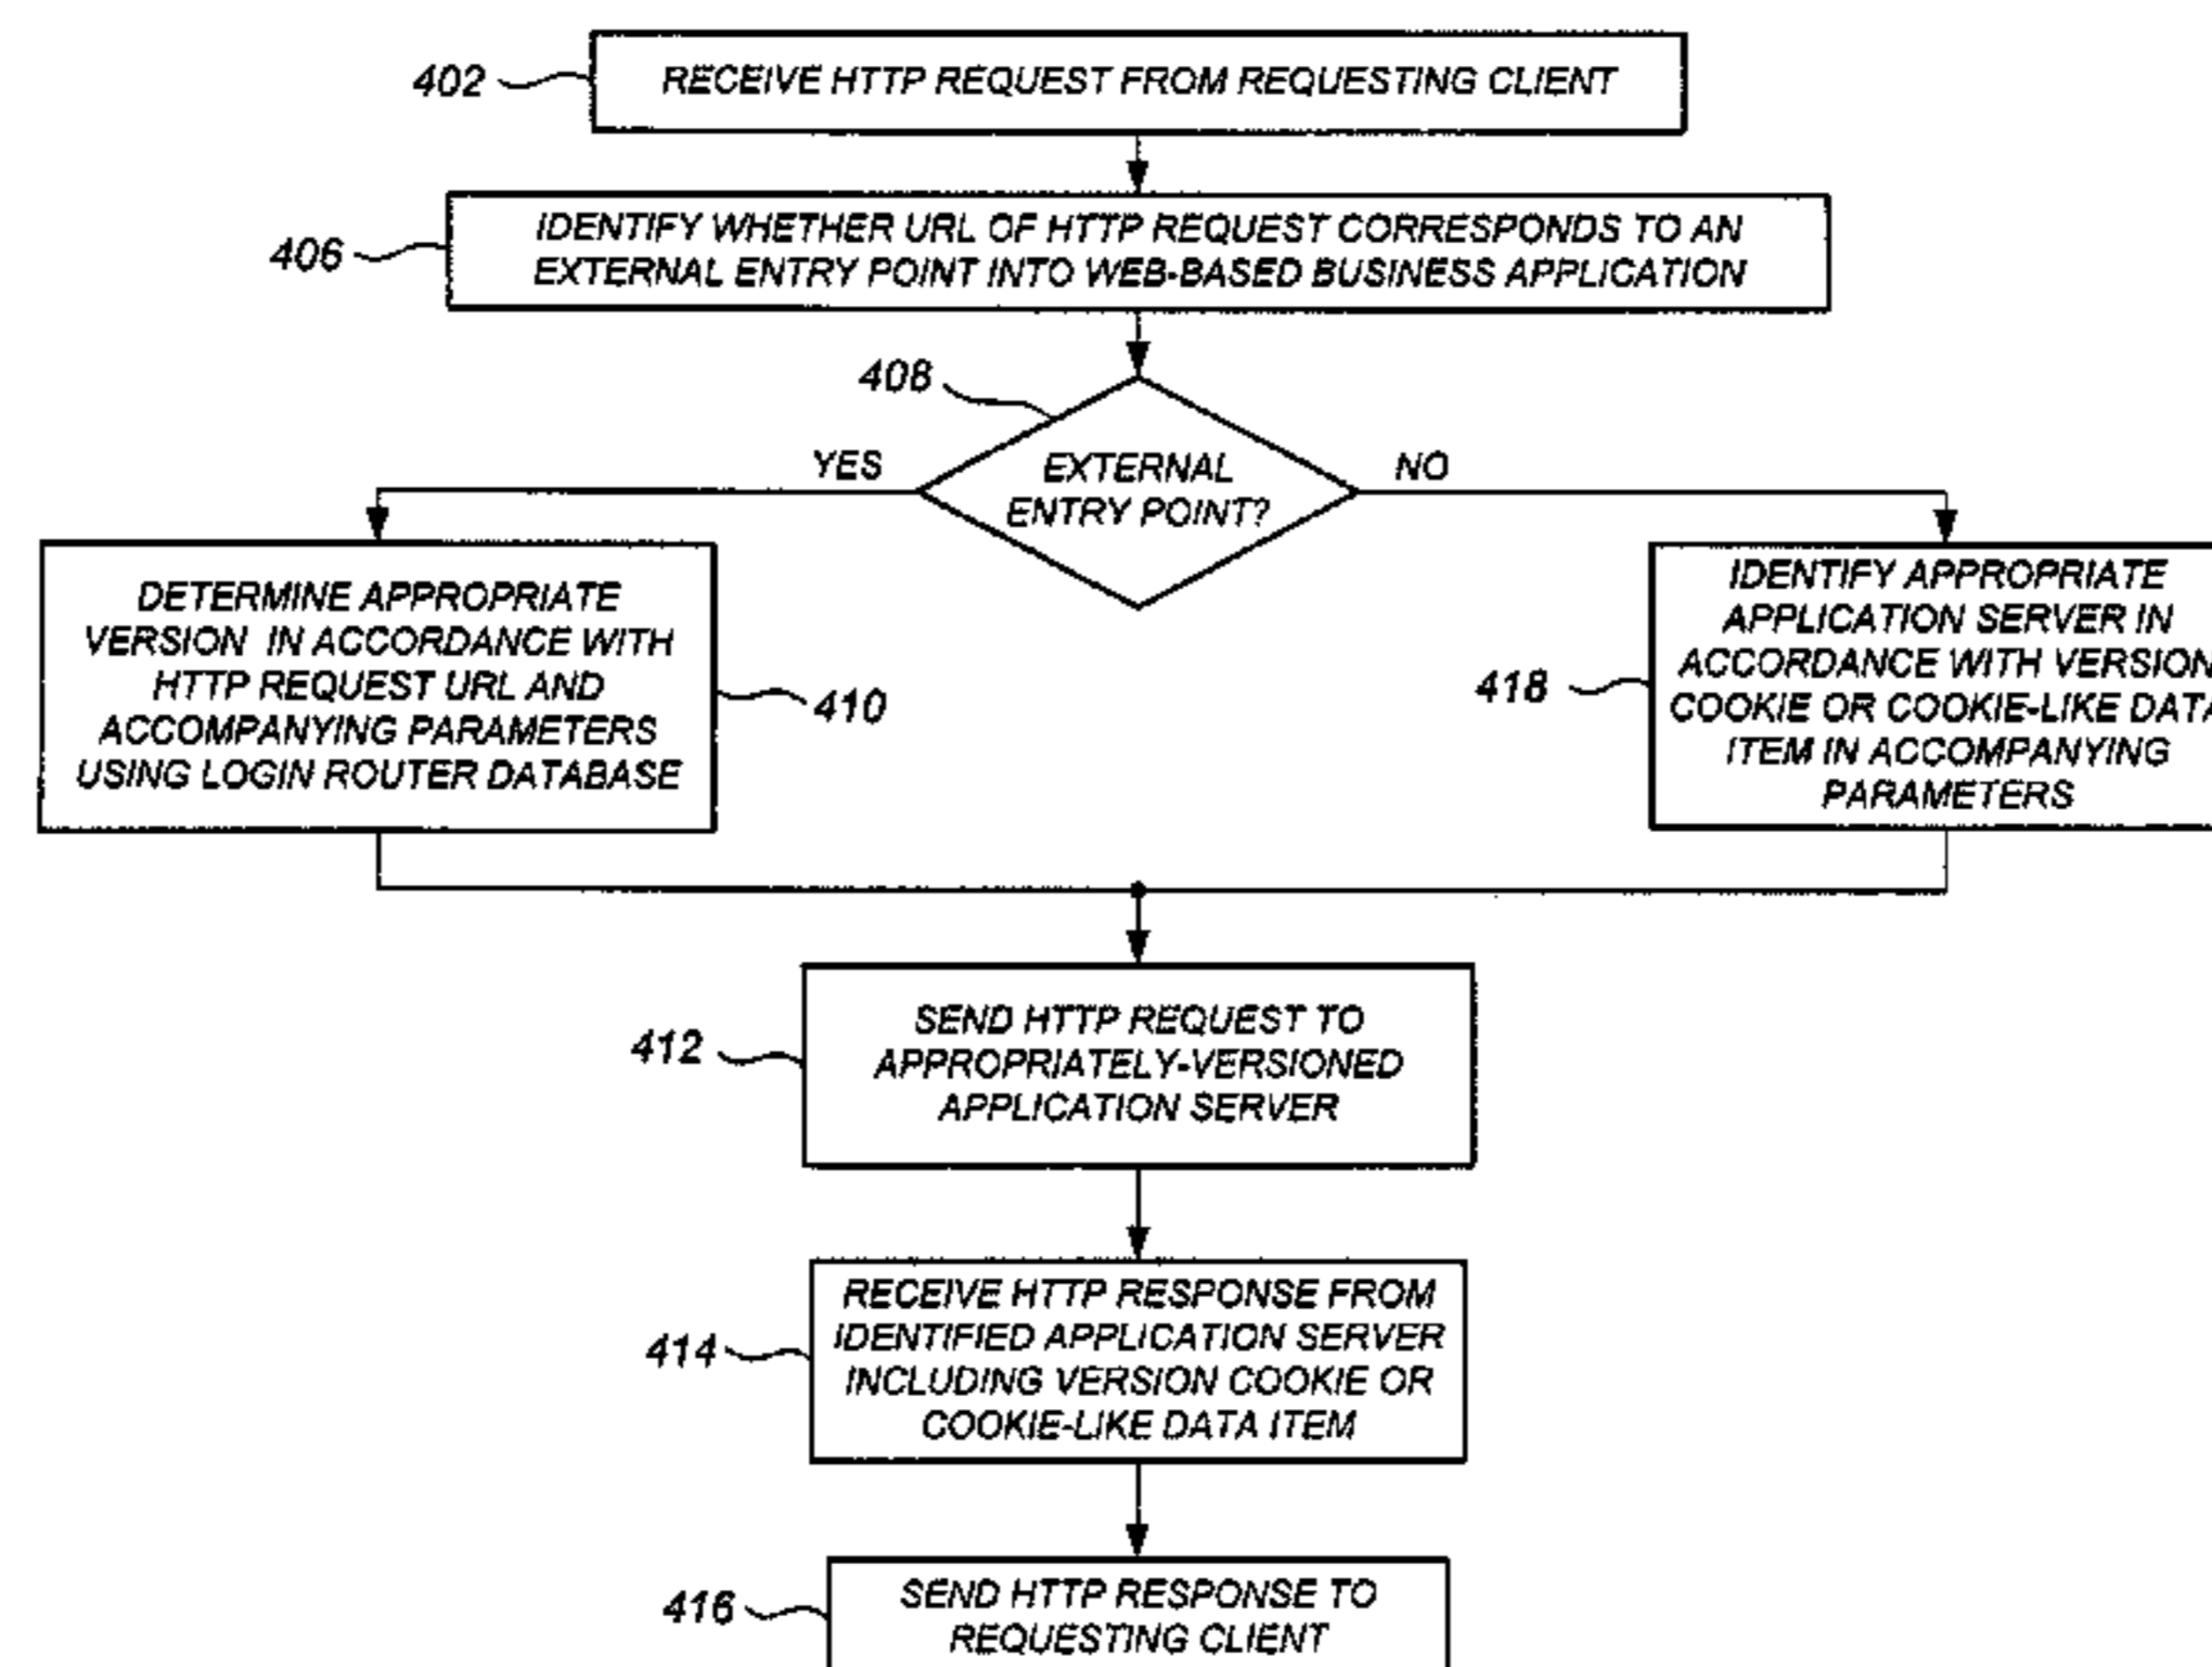 402
RECEIVE HTTP REQUEST FROM REQUESTING CLIENT
406
IDENTIFY WHETHER URL OF HTTP REQUEST CORRESPONDS TO AN
EXTERNAL ENTRY POINT INTO WEB-BASED BUSINESS APPLICATION
408
YES
EXTERNAL
ENTRY POINT?
NO
DETERMINE APPROPRIATE
VERSION IN ACCORDANCE WITH
HTTP REQUEST URL AND
ACCOMPANYING PARAMETERS
USING LOGIN ROUTER DATABASE
410
418
IDENTIFY APPROPRIATE
APPLICATION SERVER IN
ACCORDANCE WITH VERSION
COOKIE OR COOKIE-LIKE DATA
ITEM IN ACCOMPANYING
PARAMETERS
412
SEND HTTP REQUEST TO
APPROPRIATELY-VERSIONED
APPLICATION SERVER
414
RECEIVE HTTP RESPONSE FROM
IDENTIFIED APPLICATION SERVER
INCLUDING VERSION COOKIE OR
COOKIE-LIKE DATA ITEM
416
SEND HTTP RESPONSE TO
REQUESTING CLIENT